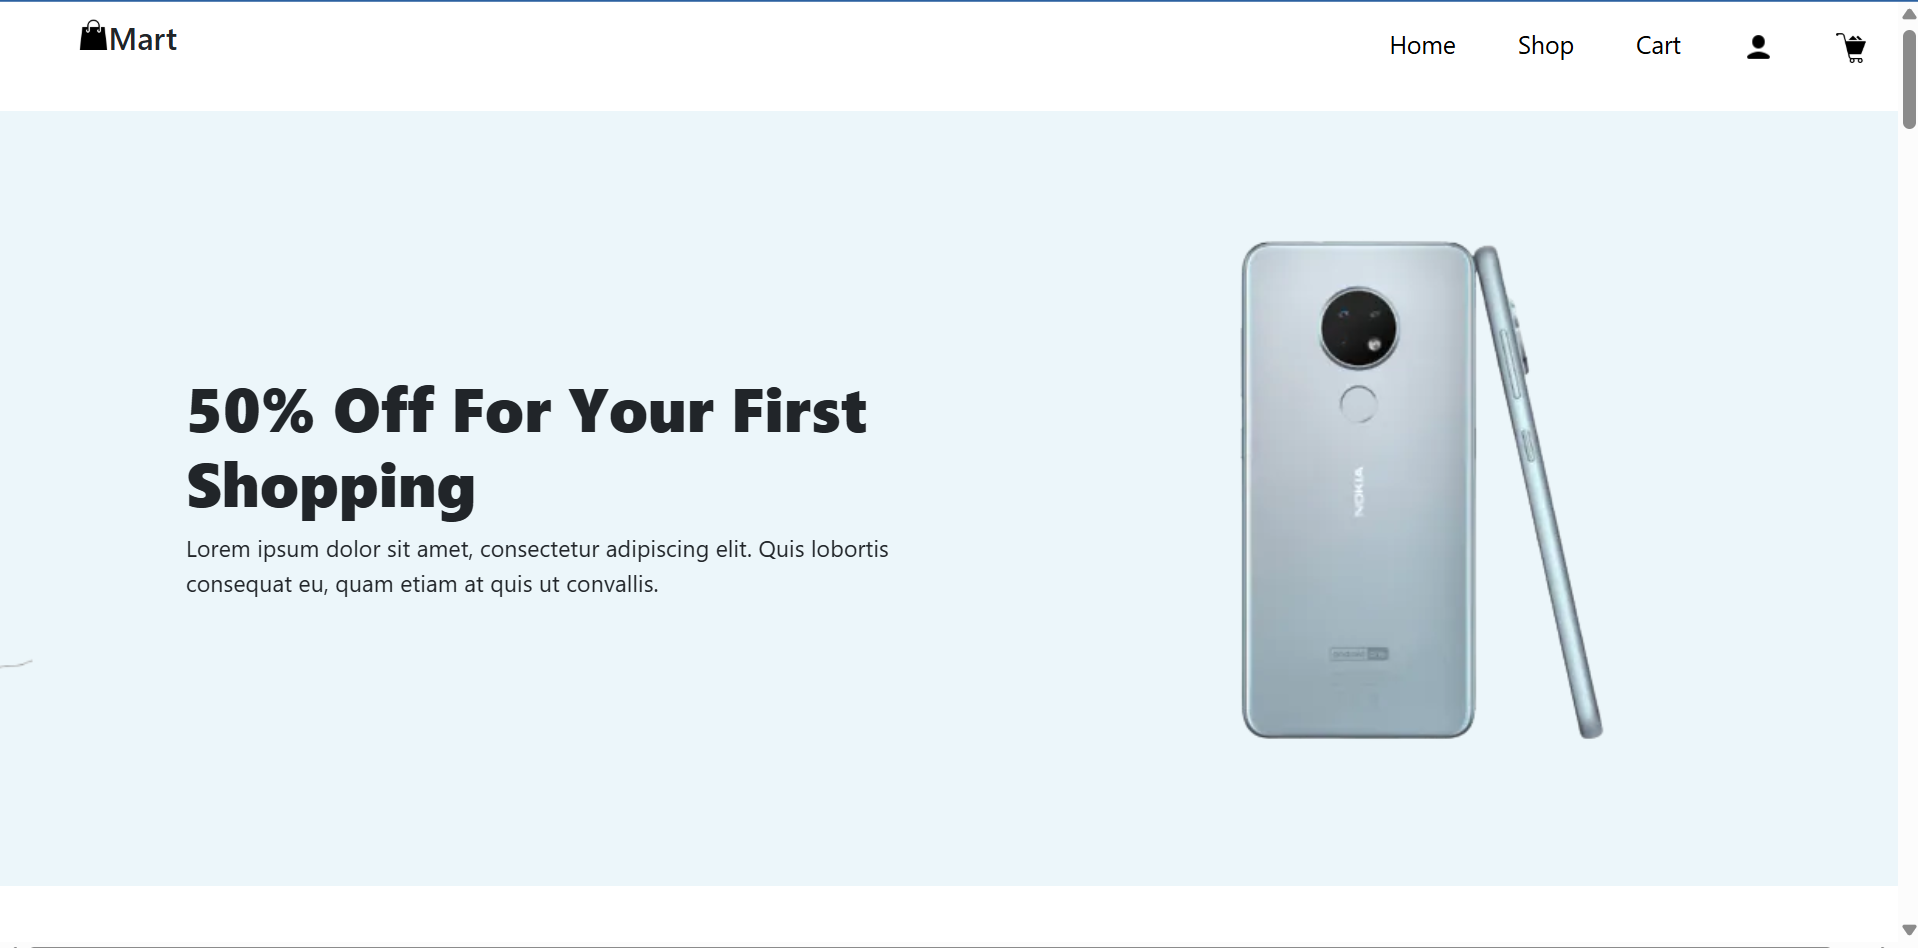 Mart
Home
Shop
Cart
50% Off For Your First
Shopping
Lorem ipsum dolor sit amet, consectetur adipiscing elit. Quis lobortis
consequat eu, quam etiam at quis ut convallis.
NOKIA
androidone